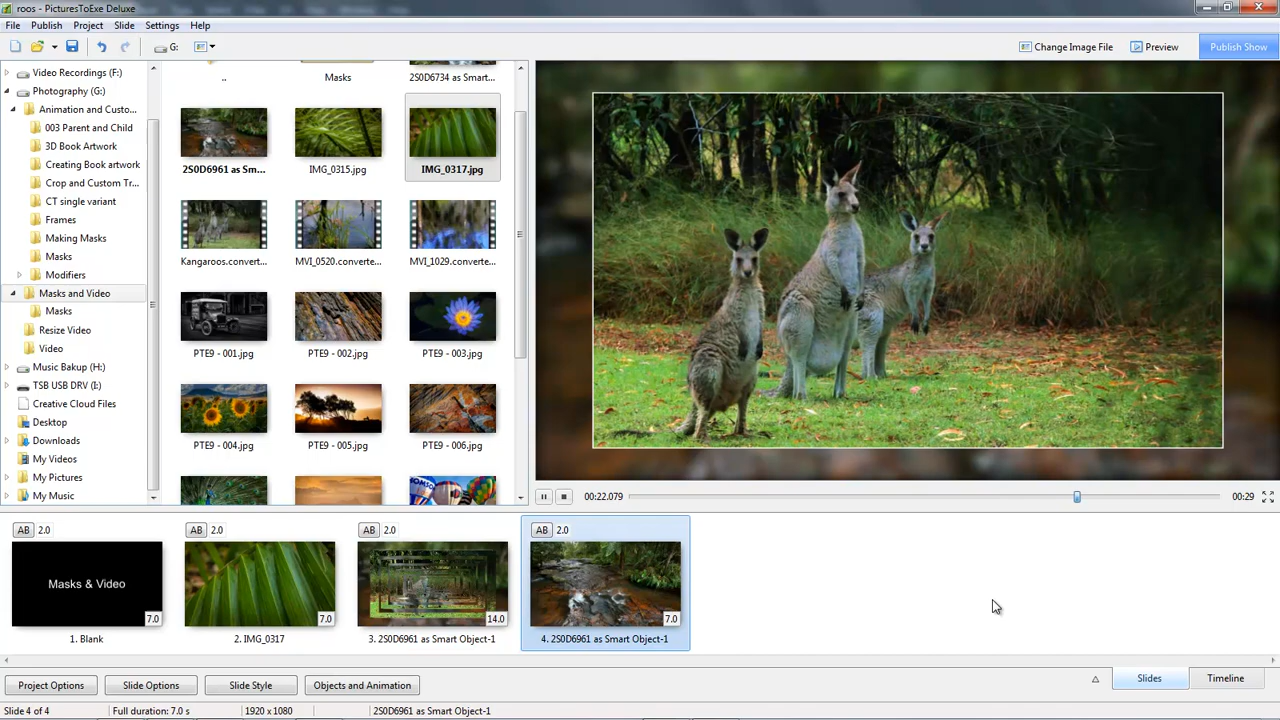 roos - PicturesToExe Deluxe
File Publish Project Slide Settings Help
G:
Change Image File Preview Publish Show
Video Recordings (F:)
Photography (G:)
Animation and Custo...
003 Parent and Child
3D Book Artwork
Creating Book artwork
Crop and Custom Tr...
CT single variant
Frames
Making Masks
Masks
Modifiers
Masks and Video
Masks
Resize Video
Video
Music Bakup (H:)
TSB USB DRV (I:)
Creative Cloud Files
Desktop
Downloads
My Videos
My Pictures
My Music
.. Masks 2S0D6734 as Smart...
2S0D6961 as Sm... IMG_0315.jpg IMG_0317.jpg
Kangaroos.convert... MVI_0520.converte... MVI_1029.converte...
PTE9 - 001.jpg PTE9 - 002.jpg PTE9 - 003.jpg
PTE9 - 004.jpg PTE9 - 005.jpg PTE9 - 006.jpg
00:22.079 00:29
AB 2.0 AB 2.0 AB 2.0 AB 2.0
Masks & Video
7.0 7.0 14.0 7.0
1. Blank 2. IMG_0317 3. 2S0D6961 as Smart Object-1 4. 2S0D6961 as Smart Object-1
Project Options Slide Options Slide Style Objects and Animation Slides Timeline
Slide 4 of 4 Full duration: 7.0 s 1920 x 1080 2S0D6961 as Smart Object-1